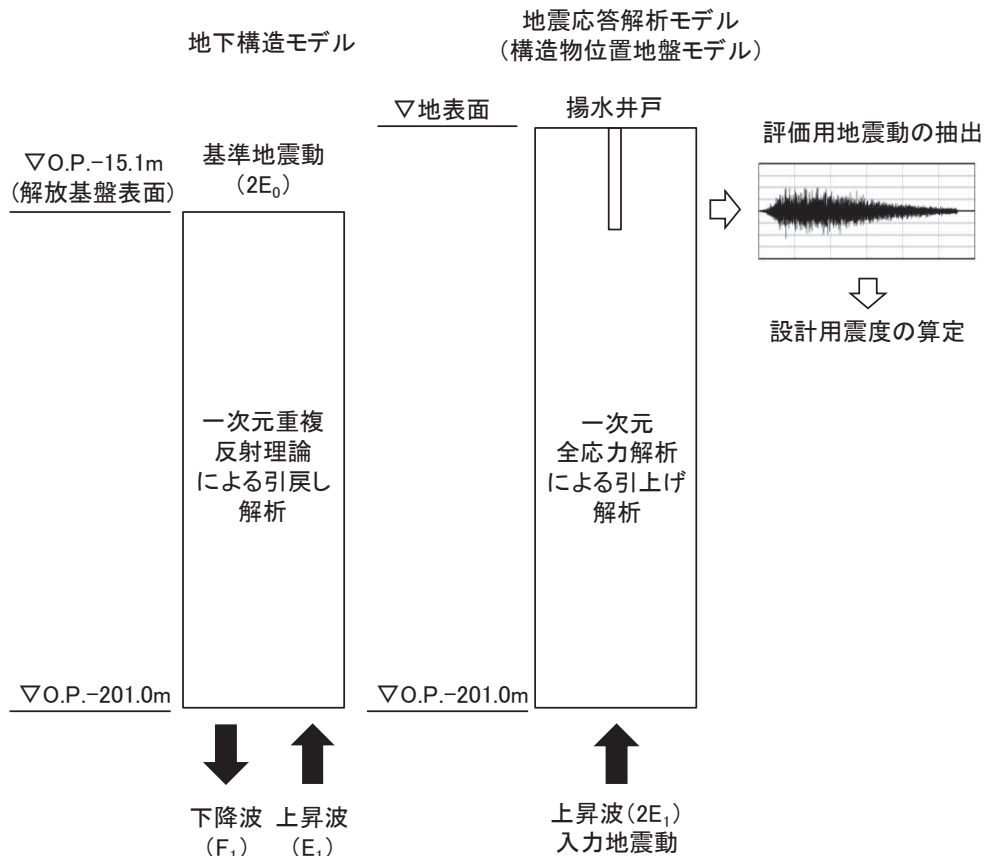 地下構造モデル
地震応答解析モデル
（構造物位置地盤モデル）
▽O.P.-15.1m
（解放基盤表面）
基準地震動
（2E₀）
▽地表面
揚水井戸
評価用地震動の抽出
設計用震度の算定
一次元重複
反射理論
による引戻し
解析
一次元
全応力解析
による引上げ
解析
▽O.P.-201.0m
▽O.P.-201.0m
下降波
（F₁）
上昇波
（E₁）
上昇波（2E₁）
入力地震動